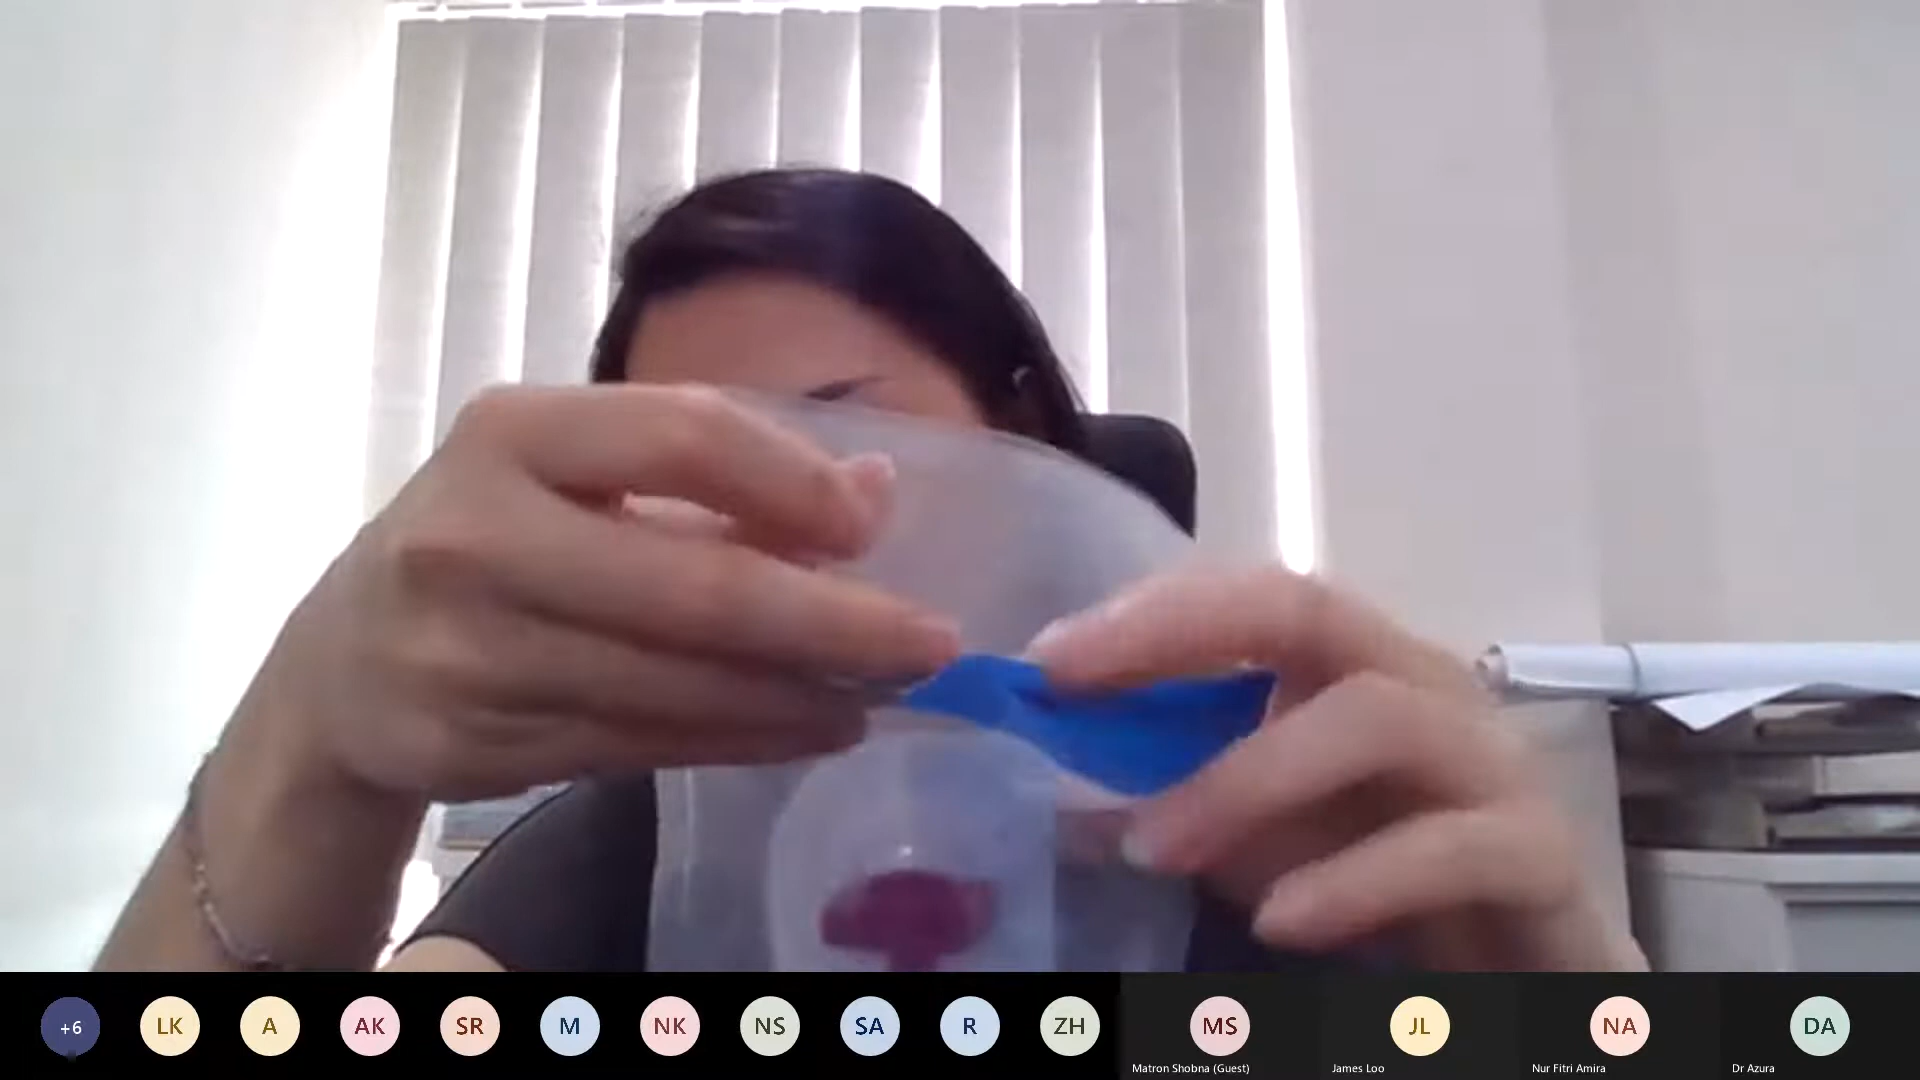 +6
LK
A
AK
SR
M
NK
NS
SA
R
ZH
MS
JL
NA
DA
Matron Shobna (Guest)
James Loo
Nur Fitri Amira
Dr Azura